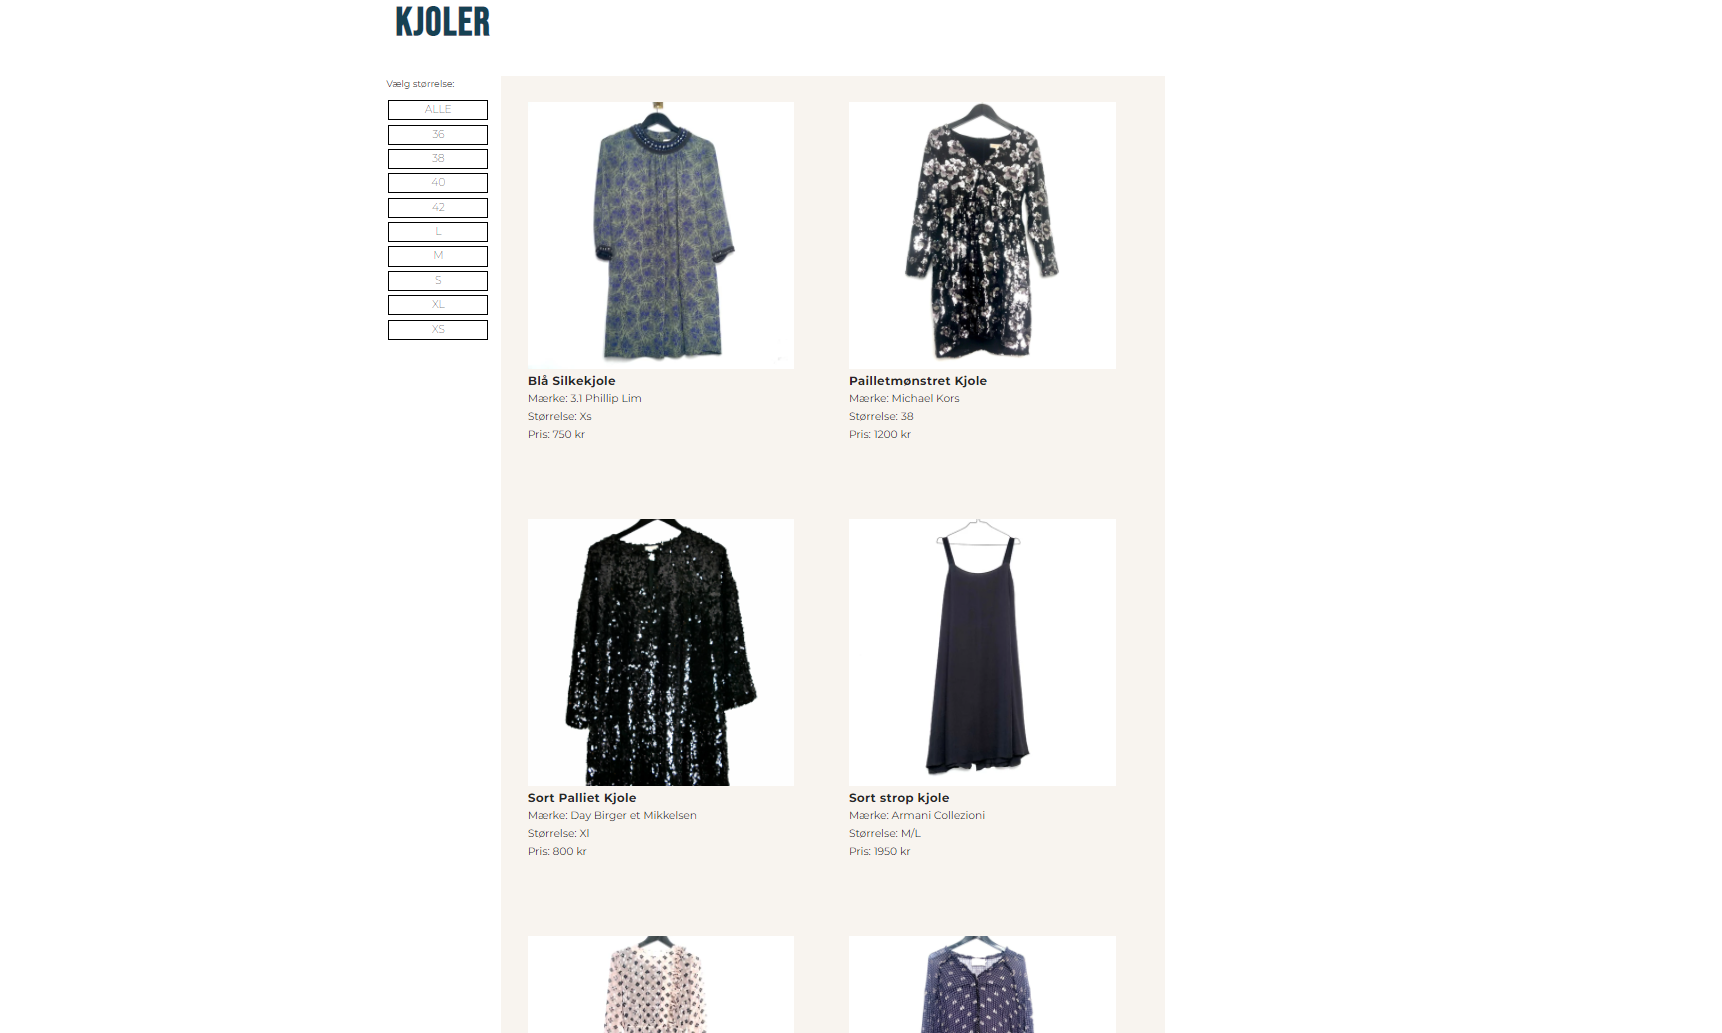 KJOLER
Vælg størrelse:
ALLE
36
38
40
42
L
M
S
XL
XS
Blå Silkekjole
Mærke: 3.1 Phillip Lim
Størrelse: Xs
Pris: 750 kr
Pailletmønstret Kjole
Mærke: Michael Kors
Størrelse: 38
Pris: 1200 kr
Sort Palliet Kjole
Mærke: Day Birger et Mikkelsen
Størrelse: Xl
Pris: 800 kr
Sort strop kjole
Mærke: Armani Collezioni
Størrelse: M/L
Pris: 1950 kr